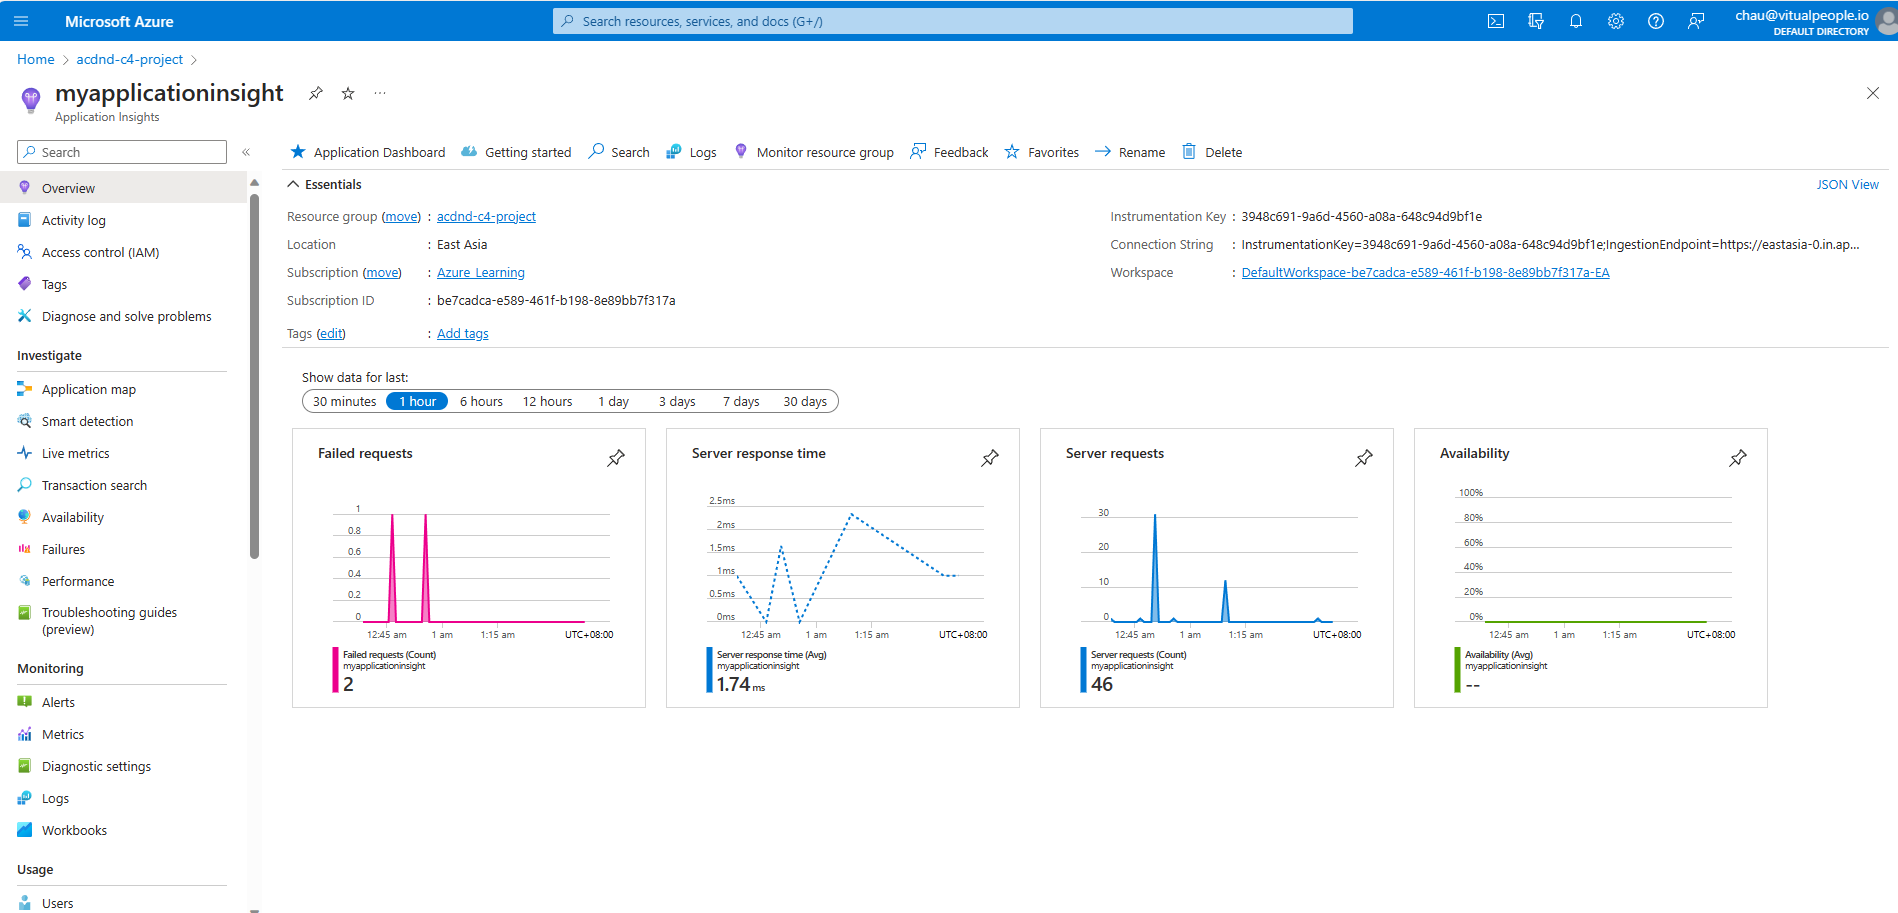 Microsoft Azure
Search resources, services, and docs (G+/)
chau@vitualpeople.io
DEFAULT DIRECTORY
Home > acdnd-c4-project >
myapplicationinsight
Application Insights
Search
Overview
Activity log
Access control (IAM)
Tags
Diagnose and solve problems
Investigate
Application map
Smart detection
Live metrics
Transaction search
Availability
Failures
Performance
Troubleshooting guides
(preview)
Monitoring
Alerts
Metrics
Diagnostic settings
Logs
Workbooks
Usage
Users
Application Dashboard Getting started Search Logs Monitor resource group Feedback Favorites Rename Delete
Essentials
JSON View
Resource group (move) : acdnd-c4-project
Location : East Asia
Subscription (move) : Azure Learning
Subscription ID : be7cadca-e589-461f-b198-8e89bb7f317a
Tags (edit) : Add tags
Instrumentation Key : 3948c691-9a6d-4560-a08a-648c94d9bf1e
Connection String : InstrumentationKey=3948c691-9a6d-4560-a08a-648c94d9bf1e;IngestionEndpoint=https://eastasia-0.in.ap...
Workspace : DefaultWorkspace-be7cadca-e589-461f-b198-8e89bb7f317a-EA
Show data for last:
30 minutes 1 hour 6 hours 12 hours 1 day 3 days 7 days 30 days
Failed requests
1
0.8
0.6
0.4
0.2
0
12:45 am 1 am 1:15 am UTC+08:00
Failed requests (Count)
myapplicationinsight
2
Server response time
2.5ms
2ms
1.5ms
1ms
0.5ms
0ms
12:45 am 1 am 1:15 am UTC+08:00
Server response time (Avg)
myapplicationinsight
1.74 ms
Server requests
30
20
10
0
12:45 am 1 am 1:15 am UTC+08:00
Server requests (Count)
myapplicationinsight
46
Availability
100%
80%
60%
40%
20%
0%
12:45 am 1 am 1:15 am UTC+08:00
Availability (Avg)
myapplicationinsight
--